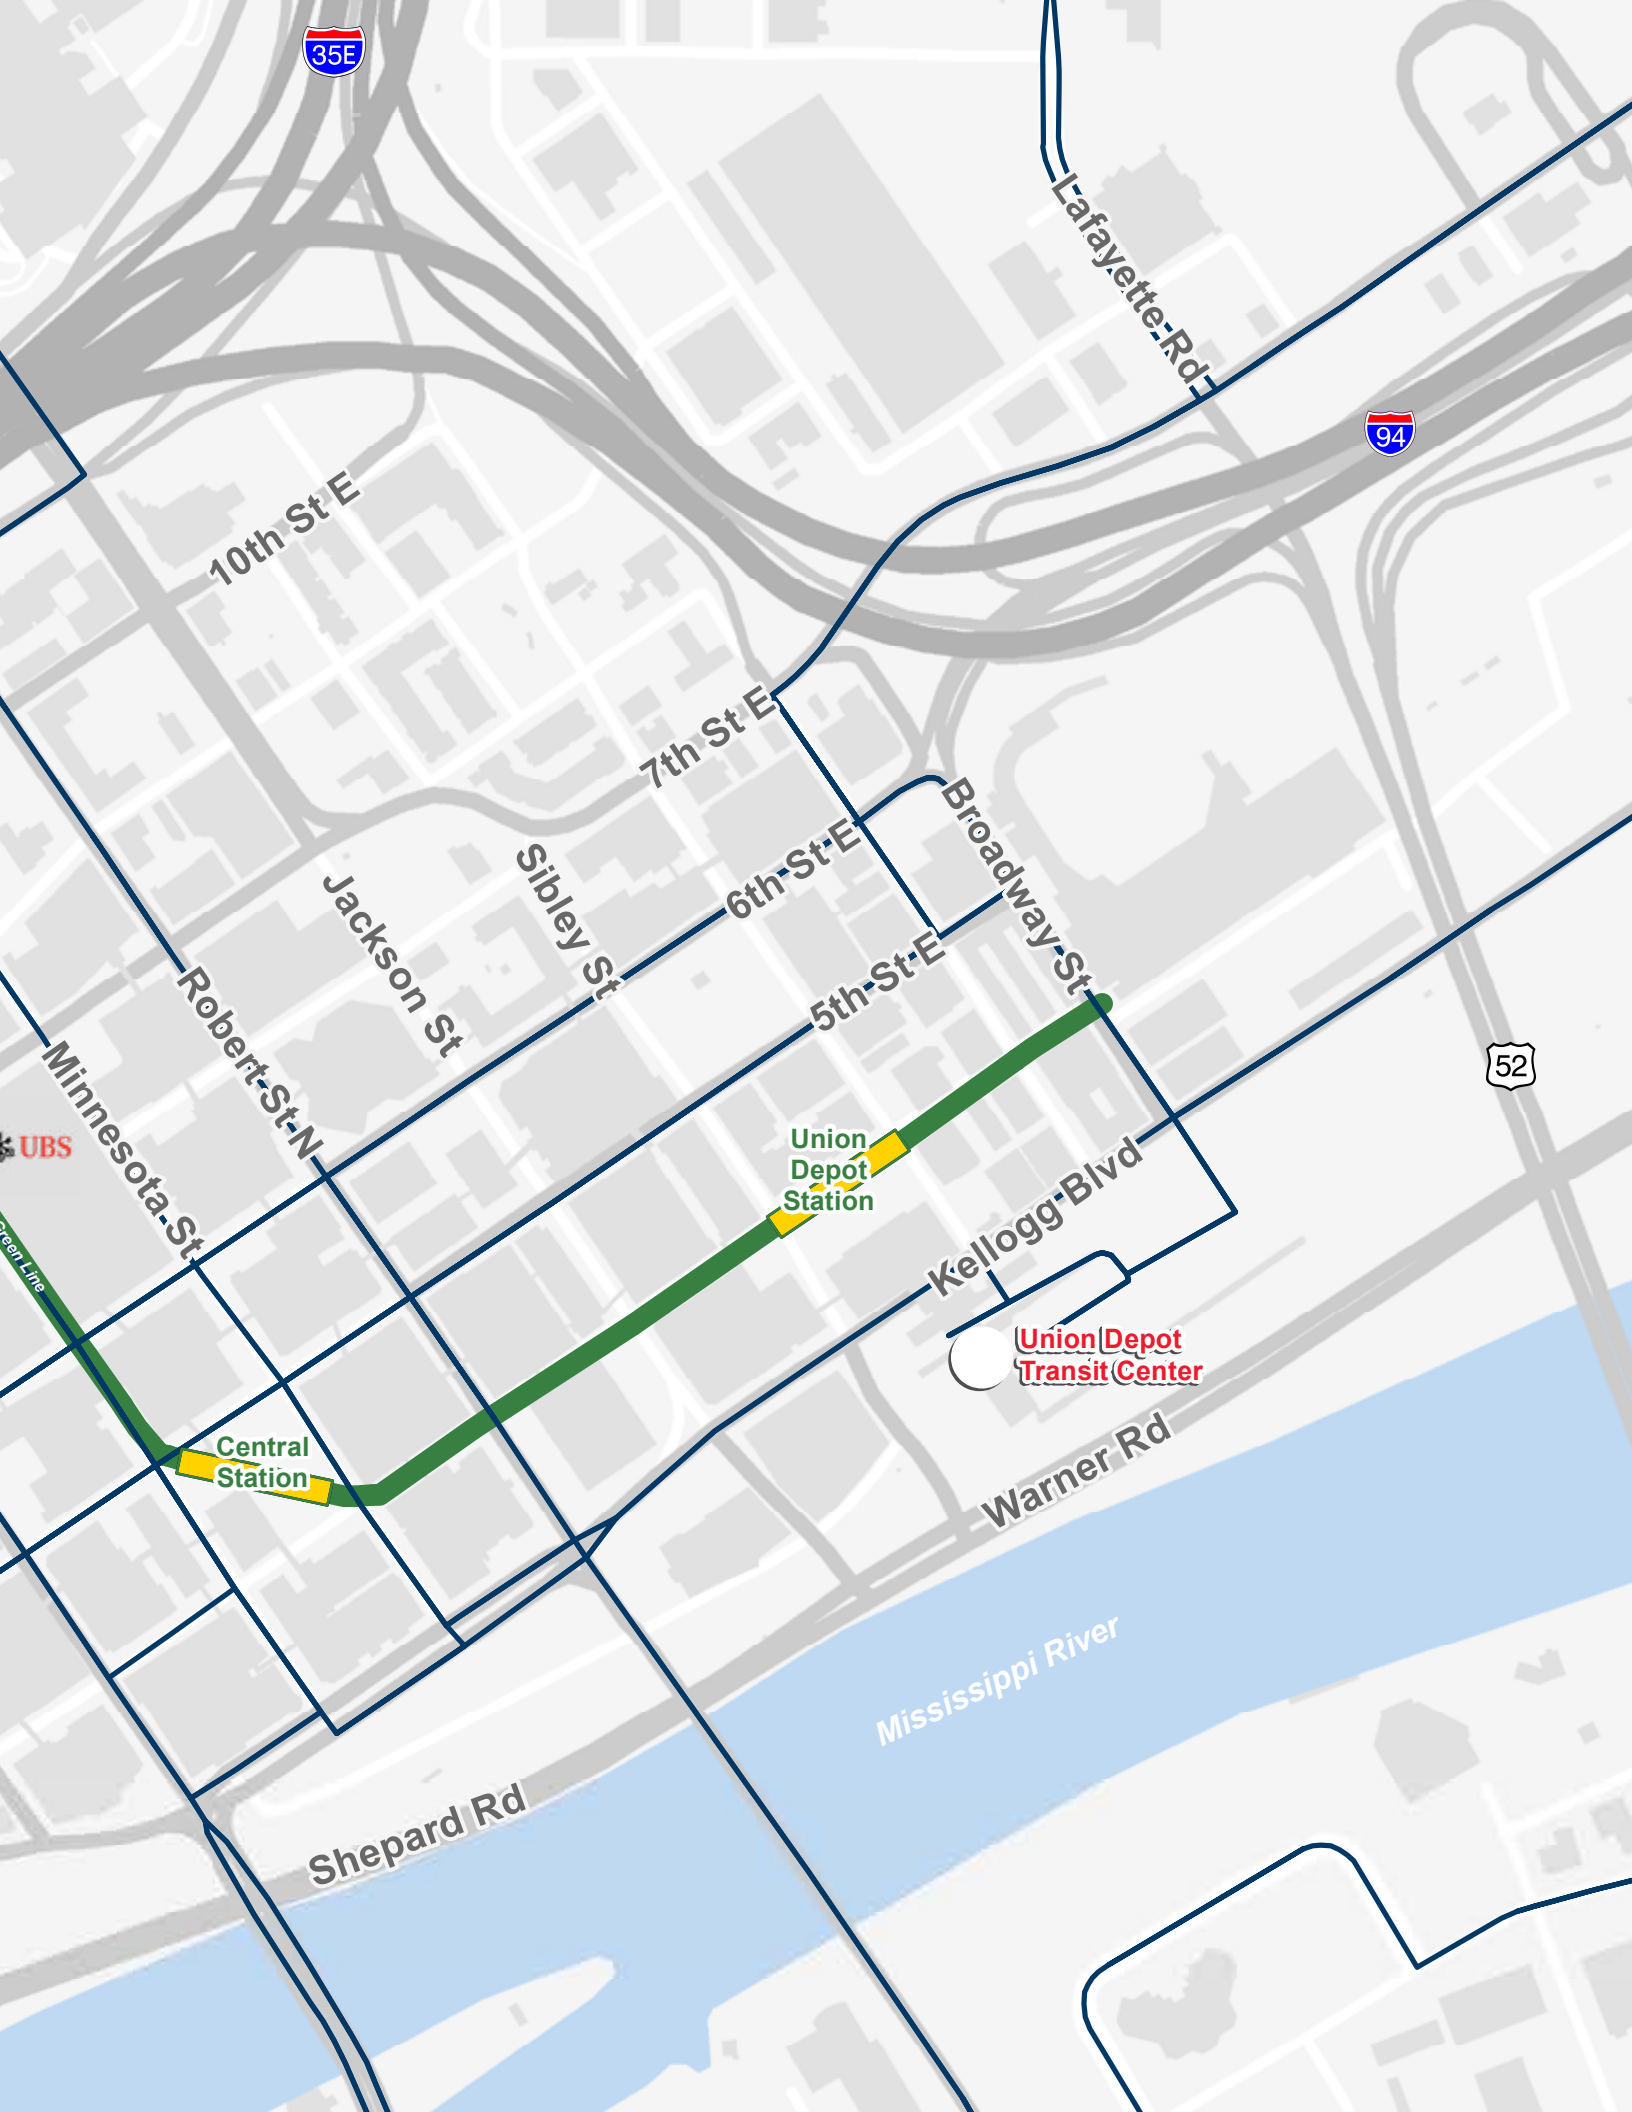 35E
Lafayette Rd
94
10th St E
7th St E
Broadway St
6th St E
Sibley St
Jackson St
5th St E
Robert St N
Minnesota St
52
UBS
Union
Depot
Station
Kellogg Blvd
Green Line
Union Depot
Transit Center
Central
Station
Warner Rd
Mississippi River
Shepard Rd